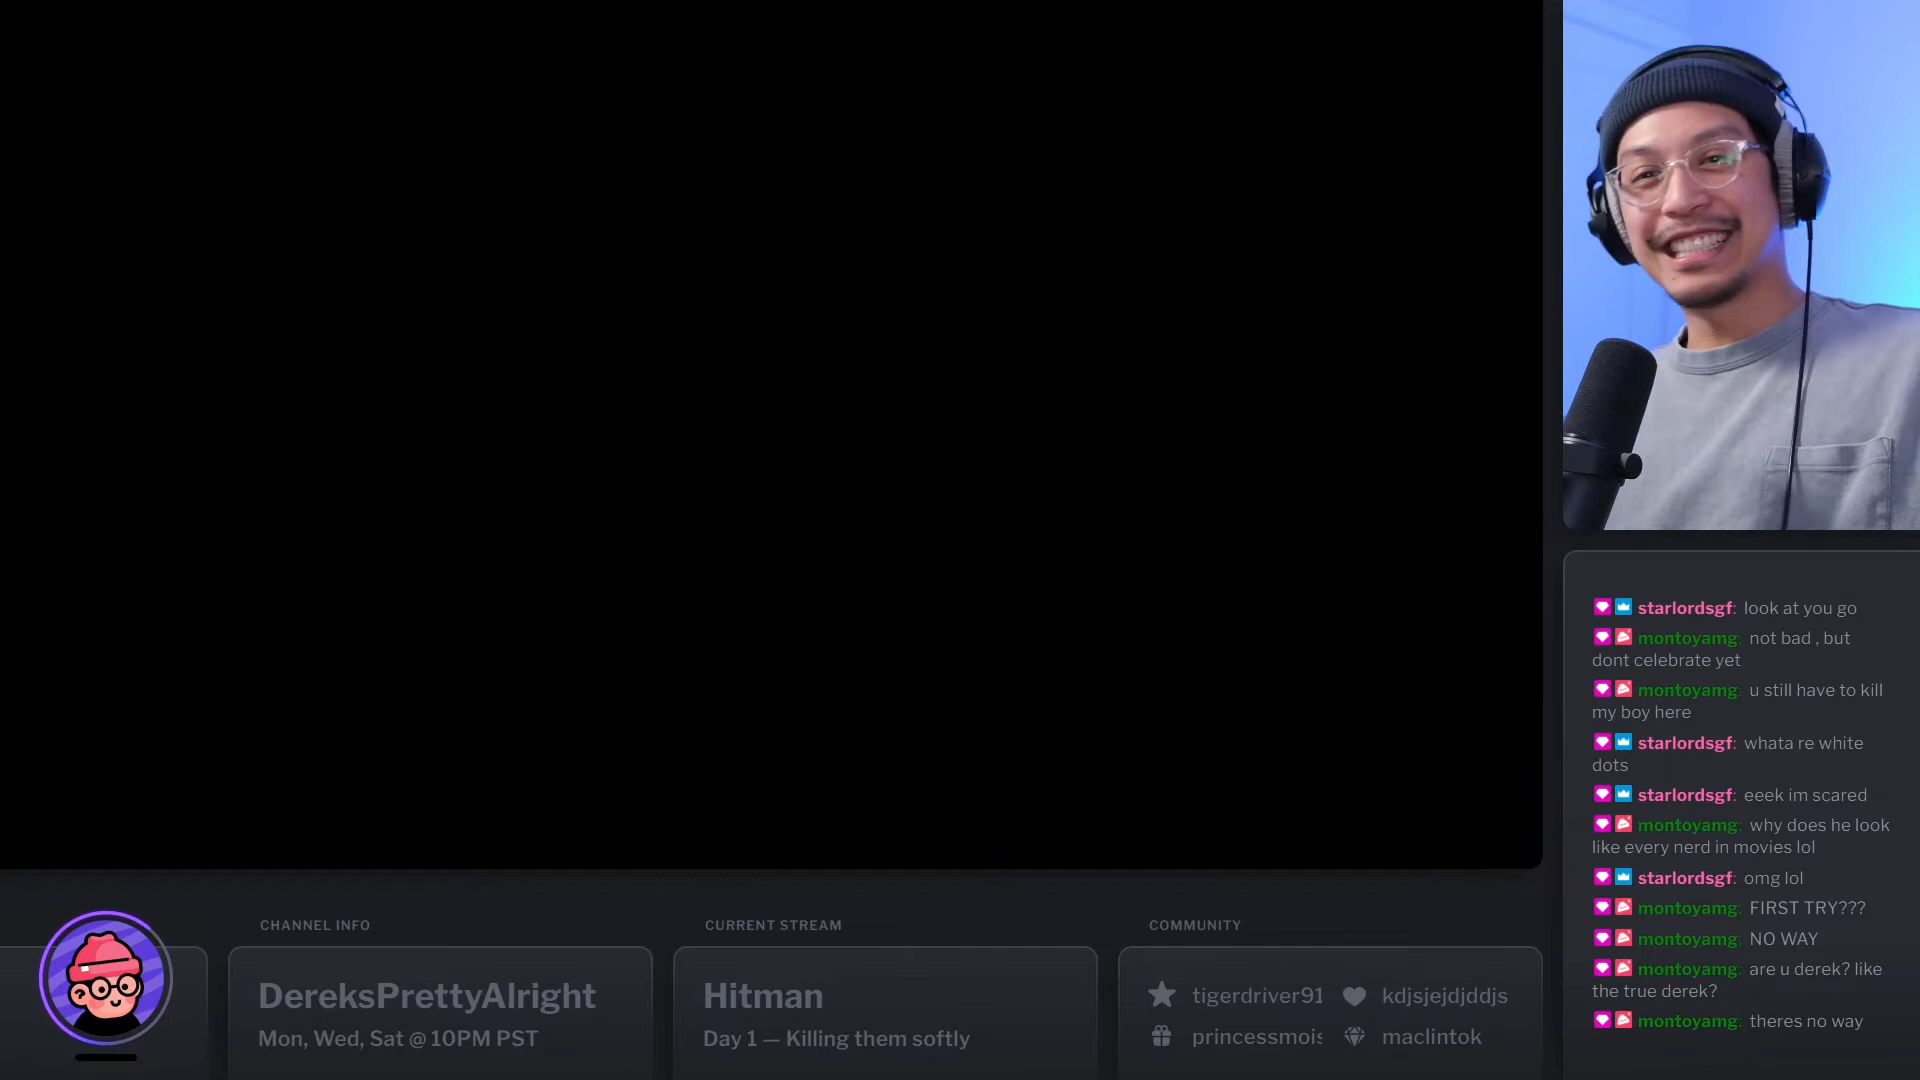 starlordsgf: look at you go
montoyamg: not bad , but
dont celebrate yet
montoyamg: u still have to kill
my boy here
starlordsgf: whata re white
dots
starlordsgf: eeek im scared
montoyamg: why does he look
like every nerd in movies lol
starlordsgf: omg lol
montoyamg: FIRST TRY???
montoyamg: NO WAY
montoyamg: are u derek? like
the true derek?
montoyamg: theres no way
CHANNEL INFO
DereksPrettyAlright
Mon, Wed, Sat @ 10PM PST
CURRENT STREAM
Hitman
Day 1 — Killing them softly
COMMUNITY
tigerdriver91 kdjsjejdjddjs
princessmois maclintok